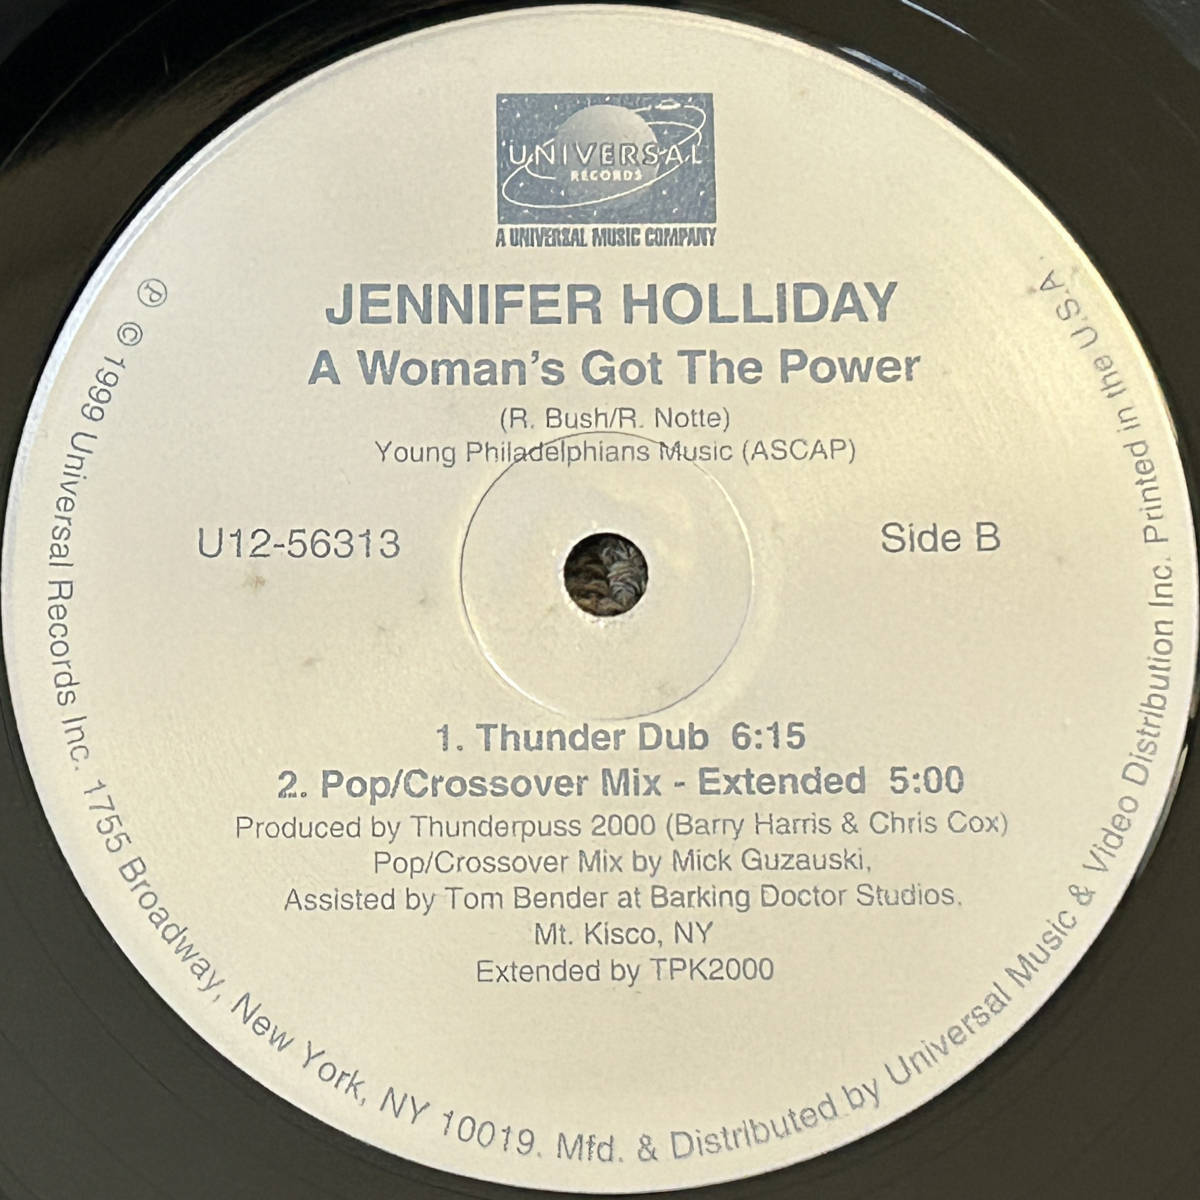 UNIVERSAL
RECORDS
A UNIVERSAL MUSIC COMPANY
JENNIFER HOLLIDAY
A Woman's Got The Power
(R. Bush/R. Notte)
Young Philadelphians Music (ASCAP)
U12-56313
Side B
1. Thunder Dub 6:15
2. Pop/Crossover Mix - Extended 5:00
Produced by Thunderpuss 2000 (Barry Harris & Chris Cox)
Pop/Crossover Mix by Mick Guzauski,
Assisted by Tom Bender at Barking Doctor Studios,
Mt. Kisco, NY
Extended by TPK2000
℗ © 1999 Universal Records Inc. 1755 Broadway, New York, NY 10019. Mfd. & Distributed by Universal Music & Video Distribution Inc. Printed in the U.S.A